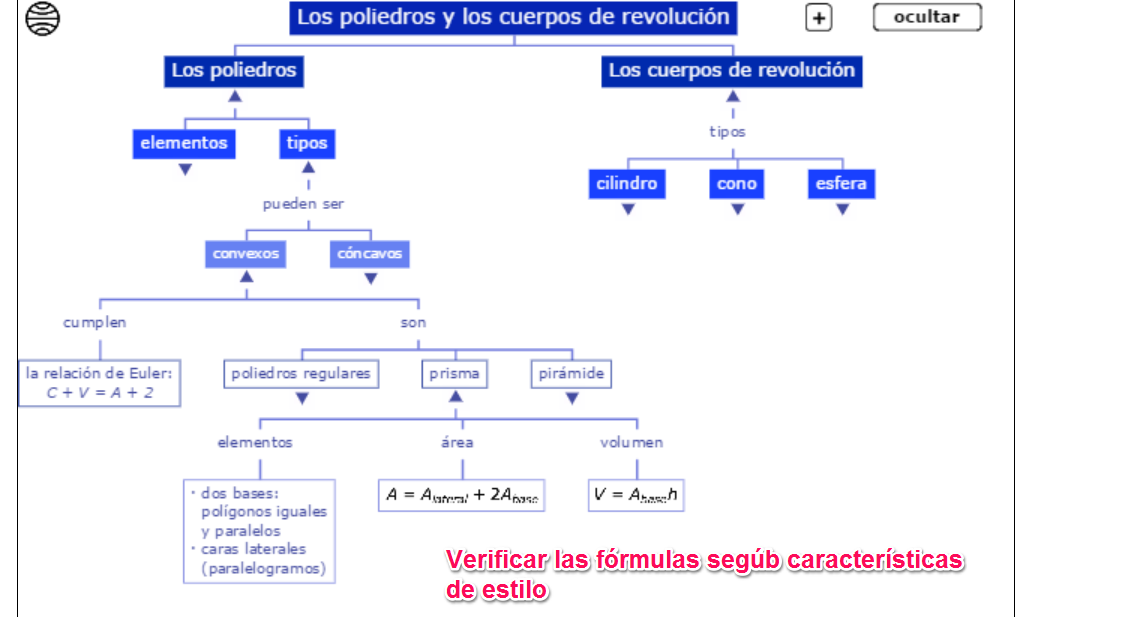 Los poliedros y los cuerpos de revolución
+
ocultar
Los poliedros
Los cuerpos de revolución
tipos
elementos
tipos
cilindro
cono
esfera
pueden ser
convexos
cóncavos
cumplen
son
la relación de Euler:
C + V = A + 2
poliedros regulares
prisma
pirámide
elementos
área
volumen
· dos bases:
polígonos iguales
y paralelos
· caras laterales
(paralelogramos)
A = Alateral + 2Abase
V = Abaseh
Verificar las fórmulas segúb características
de estilo